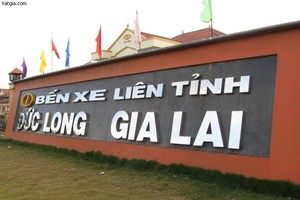 Vatgia.com
BẾN XE LIÊN TỈNH
ĐỨC LONG GIA LAI